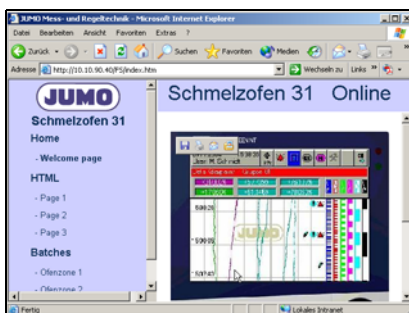 JUMO Mess- und Regeltechnik - Microsoft Internet Explorer
Datei Bearbeiten Ansicht Favoriten Extras ?
Zurück Suchen Favoriten Medien
Adresse http://10.10.90.40/FS/index.htm Wechseln zu Links
JUMO
Schmelzofen 31
Home
- Welcome page
HTML
- Page 1
- Page 2
- Page 3
Batches
- Ofenzone 1
- Ofenzone 2
Schmelzofen 31 Online
JUMO
Fertig Lokales Intranet